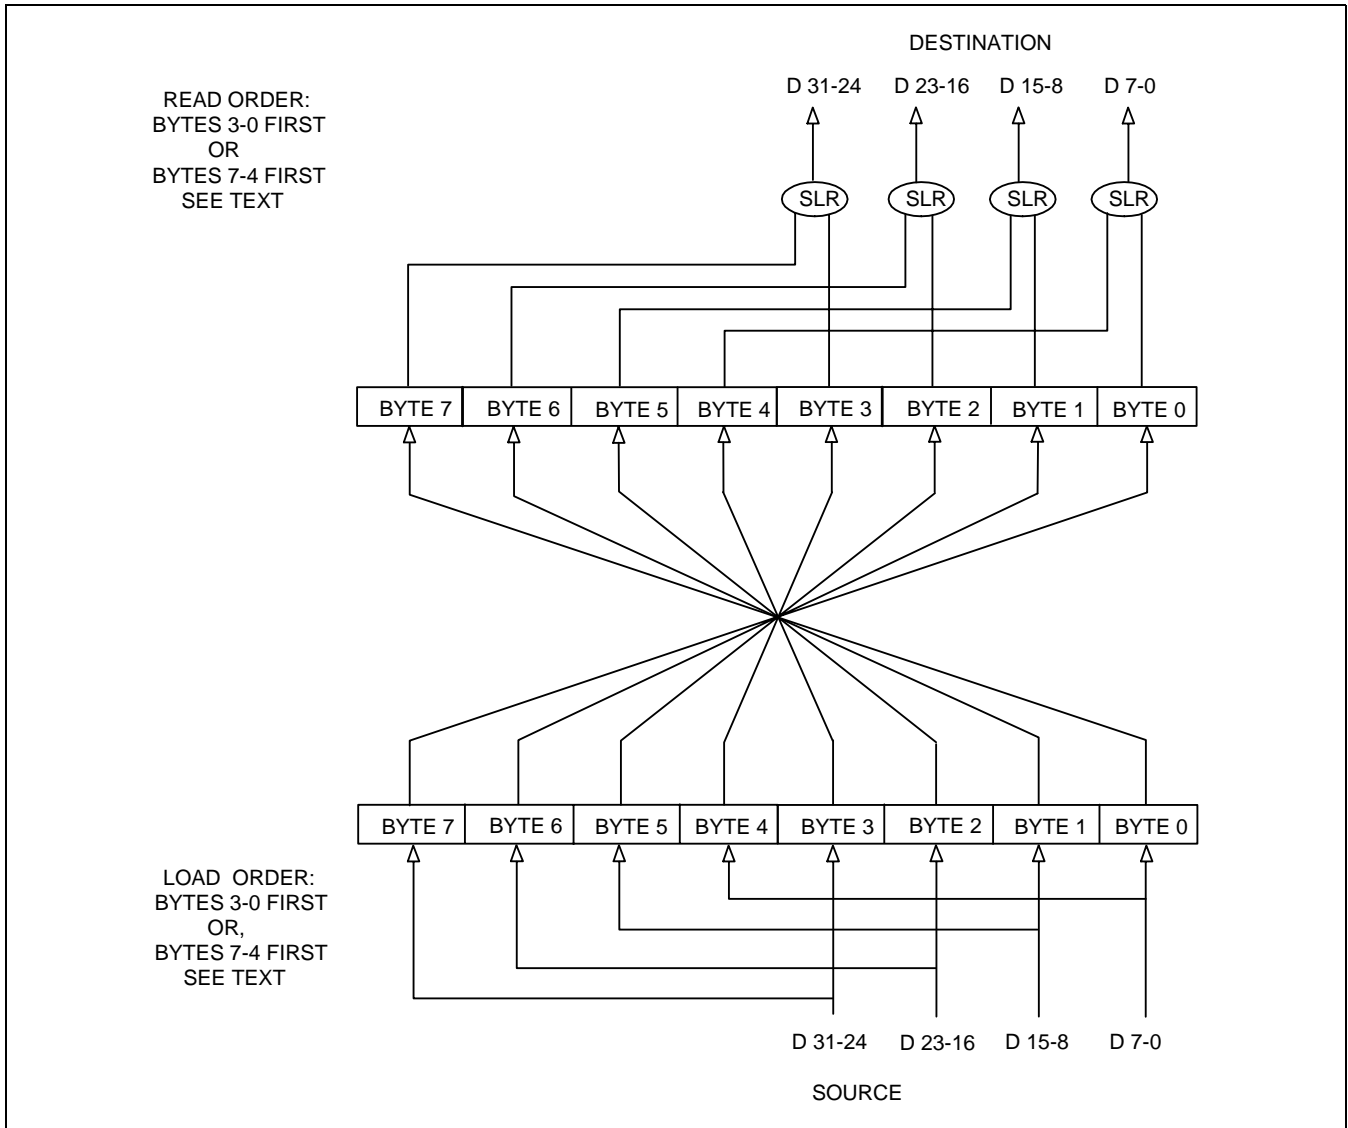 DESTINATION
D 31-24 D 23-16 D 15-8 D 7-0
READ ORDER:
BYTES 3-0 FIRST
OR
BYTES 7-4 FIRST
SEE TEXT
SLR SLR SLR SLR
BYTE 7 BYTE 6 BYTE 5 BYTE 4 BYTE 3 BYTE 2 BYTE 1 BYTE 0
BYTE 7 BYTE 6 BYTE 5 BYTE 4 BYTE 3 BYTE 2 BYTE 1 BYTE 0
LOAD ORDER:
BYTES 3-0 FIRST
OR,
BYTES 7-4 FIRST
SEE TEXT
D 31-24 D 23-16 D 15-8 D 7-0
SOURCE